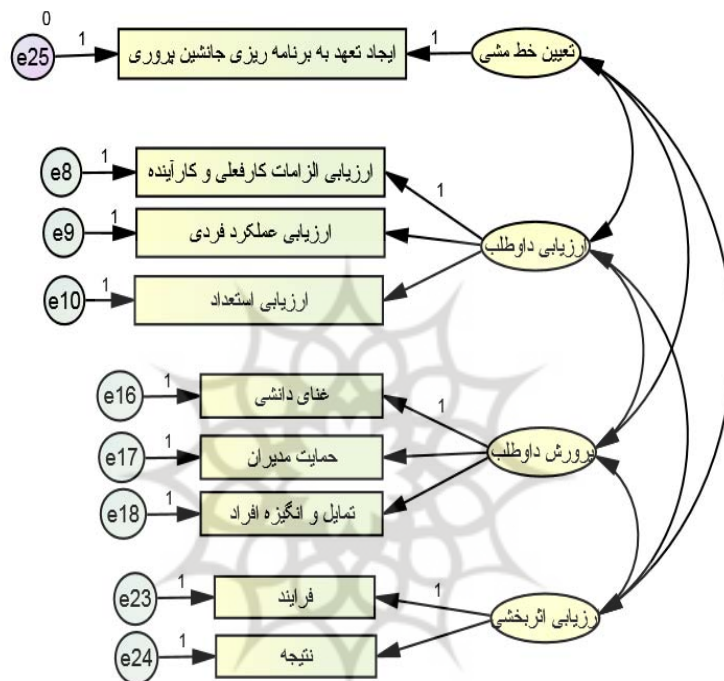 0
e25 1 ایجاد تعهد به برنامه ریزی جانشین پروری 1 تعیین خط مشی
e8 1 ارزیابی الزامات کارفعلی و کارآینده 1
e9 1 ارزیابی عملکرد فردی ارزیابی داوطلب
e10 1 ارزیابی استعداد
e16 1 غنای دانشی 1
e17 1 حمایت مدیران پرورش داوطلب
e18 1 تمایل و انگیزه افراد
e23 1 فرایند 1 رزیابی اثربخشی
e24 1 نتیجه